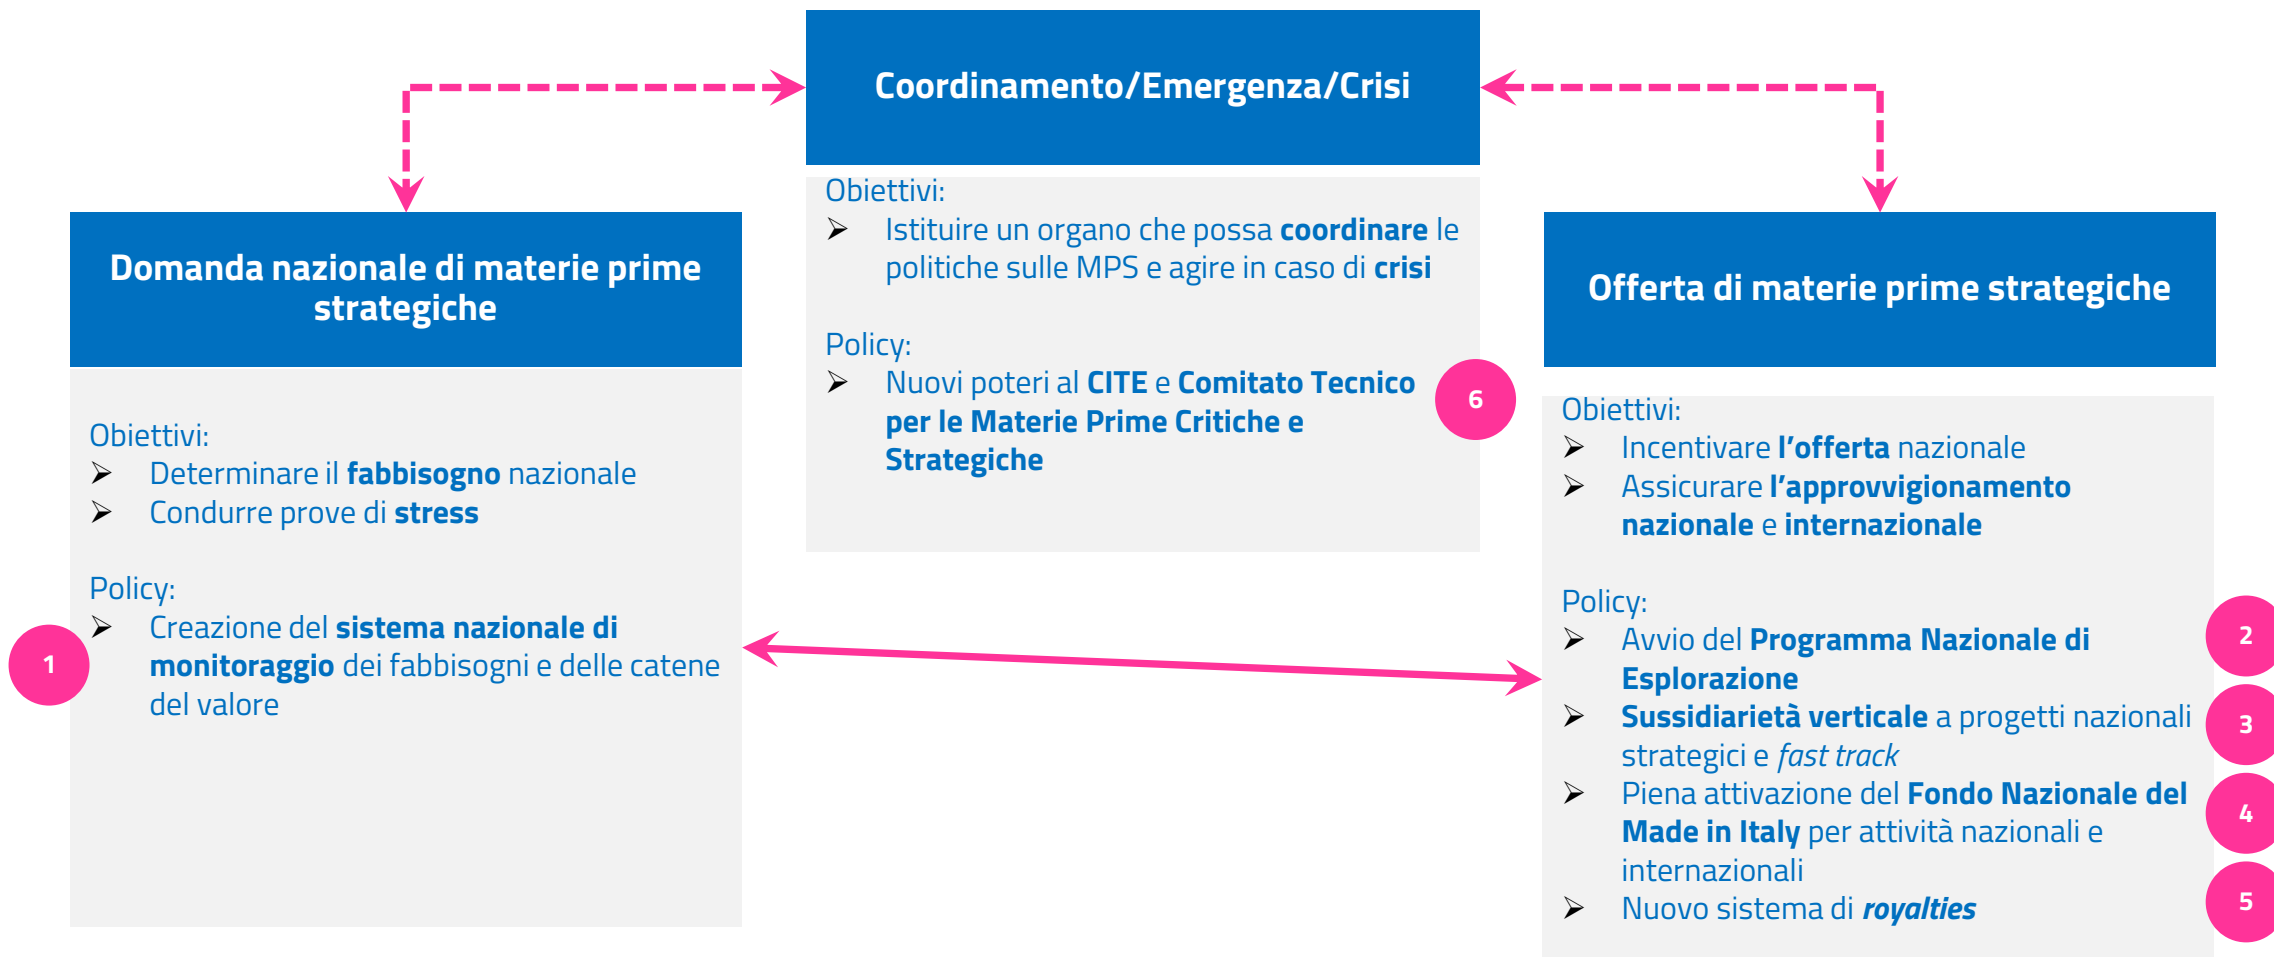 Coordinamento/Emergenza/Crisi
Obiettivi:
Istituire un organo che possa coordinare le
politiche sulle MPS e agire in caso di crisi
Policy:
Nuovi poteri al CITE e Comitato Tecnico
per le Materie Prime Critiche e
Strategiche
6
Domanda nazionale di materie prime
strategiche
Obiettivi:
Determinare il fabbisogno nazionale
Condurre prove di stress
Policy:
Creazione del sistema nazionale di
monitoraggio dei fabbisogni e delle catene
del valore
1
Offerta di materie prime strategiche
Obiettivi:
Incentivare l’offerta nazionale
Assicurare l’approvvigionamento
nazionale e internazionale
Policy:
Avvio del Programma Nazionale di
Esplorazione
2
Sussidiarietà verticale a progetti nazionali
strategici e fast track
3
Piena attivazione del Fondo Nazionale del
Made in Italy per attività nazionali e
internazionali
4
Nuovo sistema di royalties
5